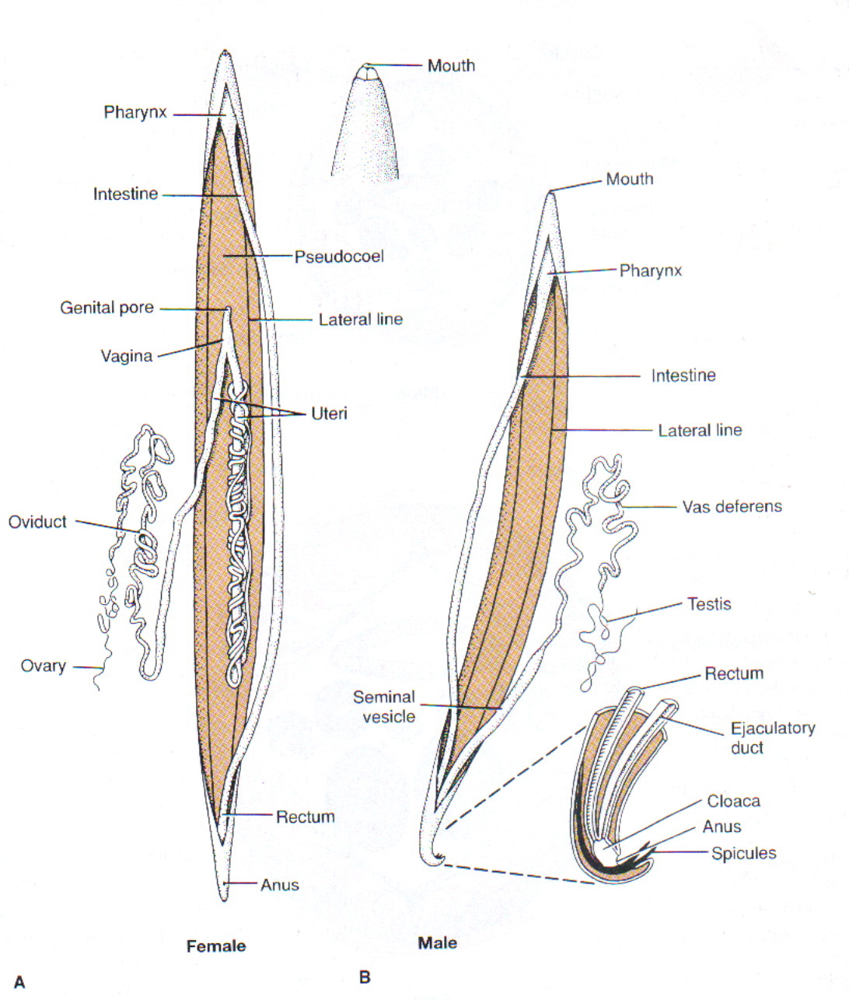 Mouth
Pharynx
Intestine
Pseudocoel
Genital pore
Lateral line
Vagina
Uteri
Oviduct
Ovary
Rectum
Anus
Female
A
Mouth
Pharynx
Intestine
Lateral line
Vas deferens
Testis
Seminal
vesicle
Rectum
Ejaculatory
duct
Cloaca
Anus
Spicules
Male
B